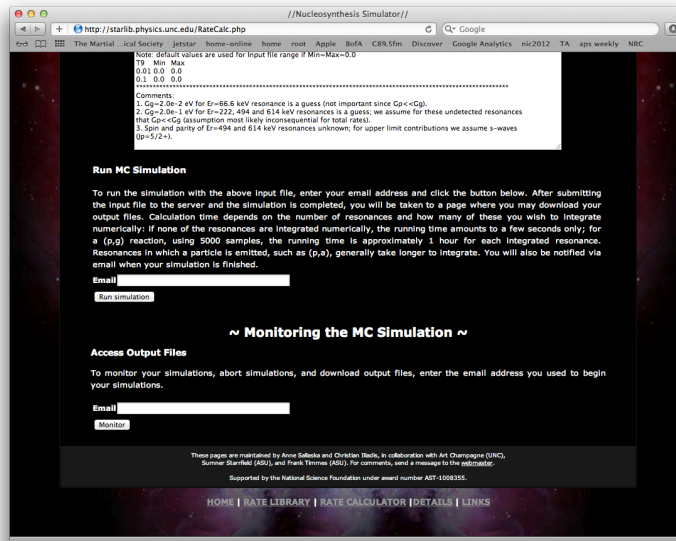 //Nucleosynthesis Simulator//
http://starlib.physics.unc.edu/RateCalc.php
Google
The Martial ...ical Society jetstar home-online home root Apple BofA C89.5fm Discover Google Analytics nic2012 TA aps weekly NRC
Note: default values are used for Input file range if Min=Max=0.0
T9 Min Max
0.01 0.0 0.0
0.1 0.0 0.0
Comments:
1. Gg=2.0e-2 eV for Er=66.6 keV resonance is a guess (not important since Gp<<Gg).
2. Gg=2.0e-1 eV for Er=222, 494 and 614 keV resonances is a guess; we assume for these undetected resonances
that Gp<<Gg (assumption most likely inconsequential for total rates).
3. Spin and parity of Er=494 and 614 keV resonances unknown; for upper limit contributions we assume s-waves
(Jp=5/2+).
Run MC Simulation
To run the simulation with the above input file, enter your email address and click the button below. After submitting
the input file to the server and the simulation is completed, you will be taken to a page where you may download your
output files. Calculation time depends on the number of resonances and how many of these you wish to integrate
numerically: if none of the resonances are integrated numerically, the running time amounts to a few seconds only; for
a (p,g) reaction, using 5000 samples, the running time is approximately 1 hour for each integrated resonance.
Resonances in which a particle is emitted, such as (p,a), generally take longer to integrate. You will also be notified via
email when your simulation is finished.
Email
Run simulation
~ Monitoring the MC Simulation ~
Access Output Files
To monitor your simulations, abort simulations, and download output files, enter the email address you used to begin
your simulations.
Email
Monitor
These pages are maintained by Anne Sallaska and Christian Iliadis, in collaboration with Art Champagne (UNC),
Sumner Starrfield (ASU), and Frank Timmes (ASU). For comments, send a message to the webmaster.
Supported by the National Science Foundation under award number AST-1008355.
HOME | RATE LIBRARY | RATE CALCULATOR |DETAILS | LINKS